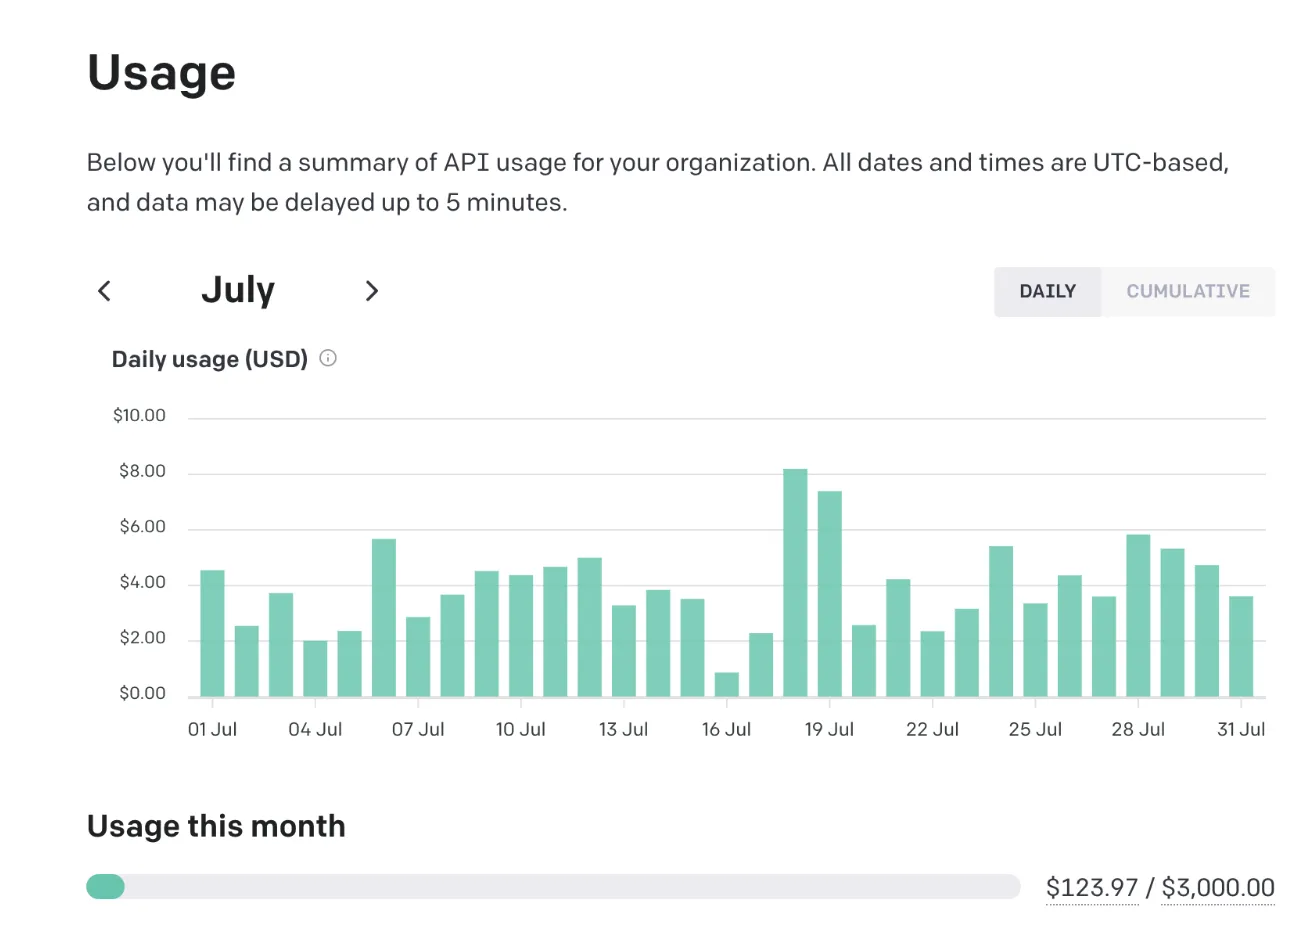 Usage
Below you'll find a summary of API usage for your organization. All dates and times are UTC-based,
and data may be delayed up to 5 minutes.
July
DAILY
CUMULATIVE
Daily usage (USD)
$10.00
$8.00
$6.00
$4.00
$2.00
$0.00
01 Jul 04 Jul 07 Jul 10 Jul 13 Jul 16 Jul 19 Jul 22 Jul 25 Jul 28 Jul 31 Jul
Usage this month
$123.97 / $3,000.00